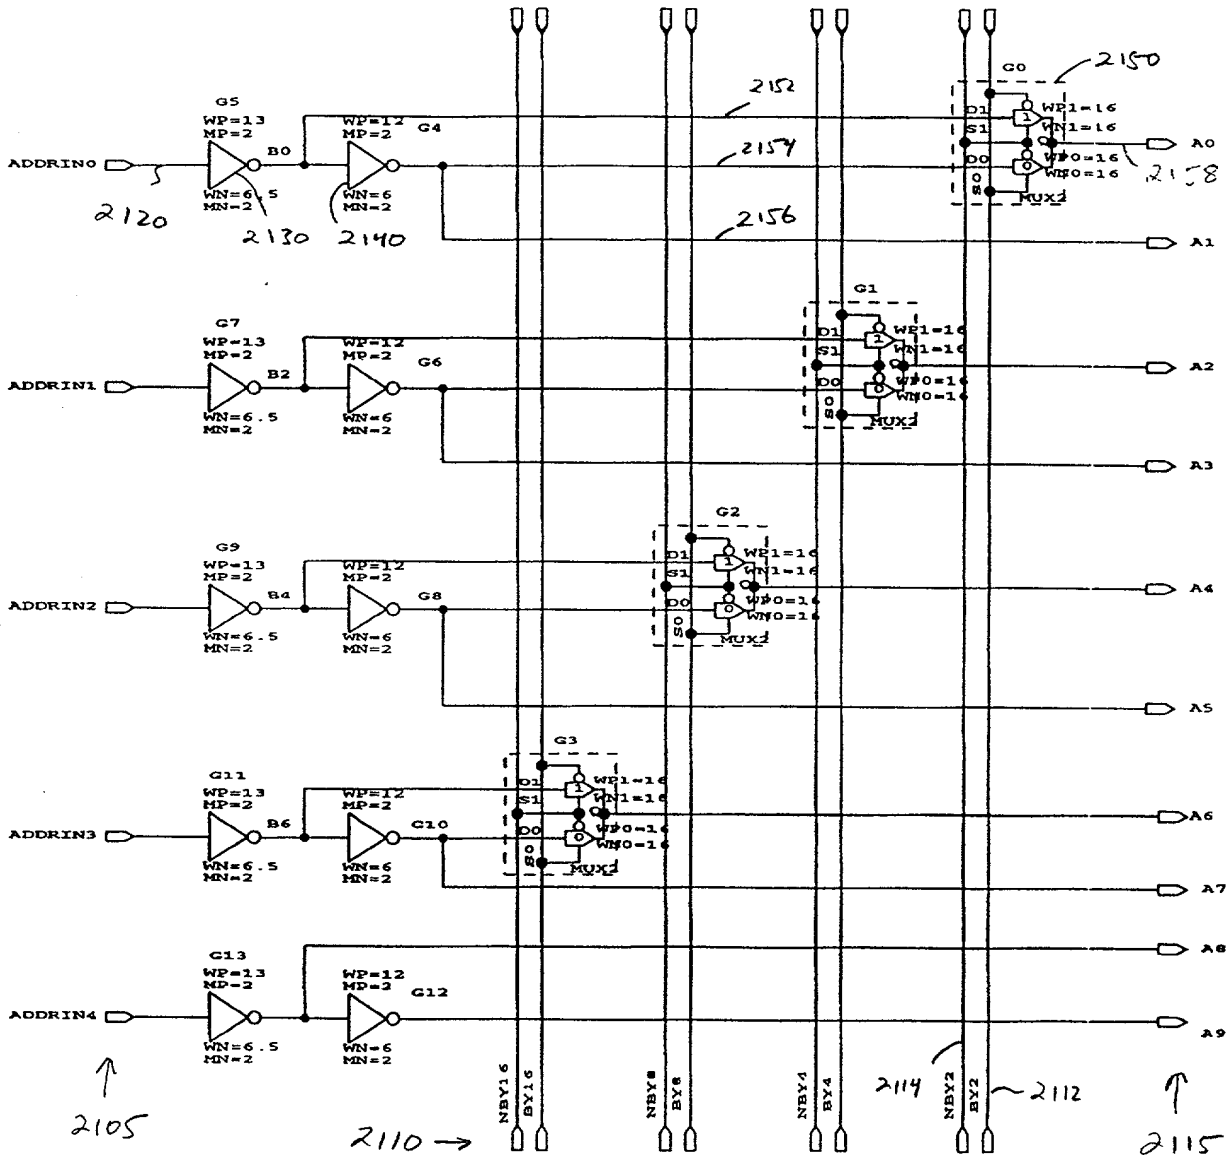 G0
2150
D1
WP1=16
S1
WN1=16
D0
WP0=16
WN0=16
S0
MUX2
A0
2158
2152
2154
2156
G5
WP=13
MP=2
WP=12
MP=2
G4
ADDRIN0
B0
WN=6.5
MN=2
WN=6
MN=2
2120
2130
2140
A1
G1
D1
WP1=16
S1
WN1=16
D0
WP0=16
WN0=16
S0
MUX2
A2
G7
WP=13
MP=2
WP=12
MP=2
G6
ADDRIN1
B2
WN=6.5
MN=2
WN=6
MN=2
A3
G2
D1
WP1=16
S1
WN1=16
D0
WP0=16
WN0=16
S0
MUX2
A4
G9
WP=13
MP=2
WP=12
MP=2
G8
ADDRIN2
B4
WN=6.5
MN=2
WN=6
MN=2
A5
G3
D1
WP1=16
S1
WN1=16
D0
WP0=16
WN0=16
S0
MUX2
A6
G11
WP=13
MP=2
WP=12
MP=2
G10
ADDRIN3
B6
WN=6.5
MN=2
WN=6
MN=2
A7
A8
G13
WP=13
MP=2
WP=12
MP=2
G12
ADDRIN4
WN=6.5
MN=2
WN=6
MN=2
A9
NBY16
BY16
NBY8
BY8
NBY4
BY4
NBY2
BY2
2114
2112
2105
2110
2115